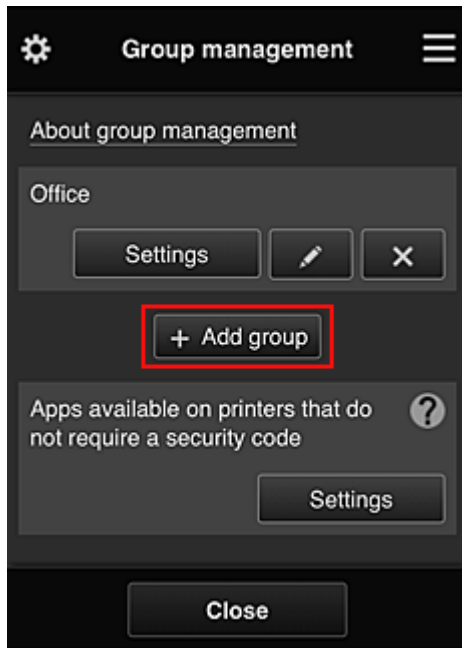 Group management
About group management
Office
Settings
+ Add group
Apps available on printers that do
not require a security code
?
Settings
Close